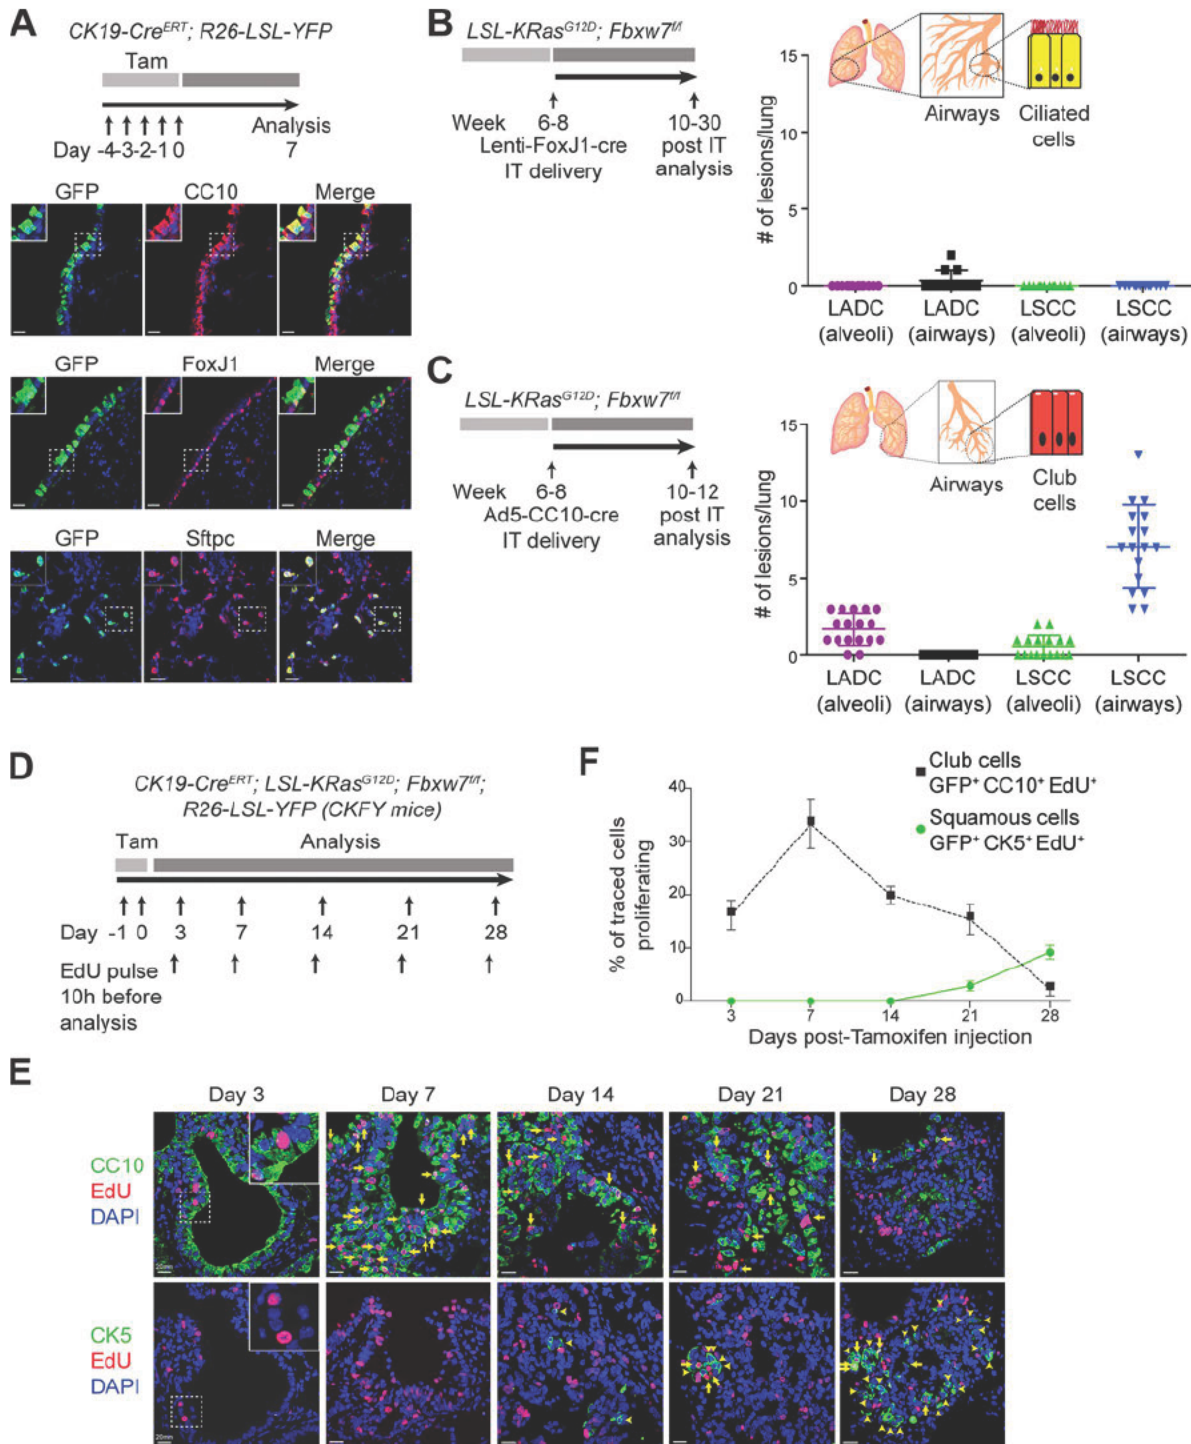 A
CK19-Cre^ERT; R26-LSL-YFP
Tam
Analysis
Day -4-3-2-1 0 7
GFP CC10 Merge
GFP FoxJ1 Merge
GFP Sftpc Merge
B
LSL-KRas^G12D; Fbxw7^f/f
Week 6-8 10-30
Lenti-FoxJ1-cre post IT
IT delivery analysis
# of lesions/lung
15
10
5
0
Airways
Ciliated
cells
LADC LADC LSCC LSCC
(alveoli) (airways) (alveoli) (airways)
C
LSL-KRas^G12D; Fbxw7^f/f
Week 6-8 10-12
Ad5-CC10-cre post IT
IT delivery analysis
# of lesions/lung
15
10
5
0
Airways
Club
cells
LADC LADC LSCC LSCC
(alveoli) (airways) (alveoli) (airways)
D
CK19-Cre^ERT; LSL-KRas^G12D; Fbxw7^f/f;
R26-LSL-YFP (CKFY mice)
Tam Analysis
Day -1 0 3 7 14 21 28
EdU pulse
10h before
analysis
F
Club cells
GFP+ CC10+ EdU+
Squamous cells
GFP+ CK5+ EdU+
% of traced cells
proliferating
40
30
20
10
0
3 7 14 21 28
Days post-Tamoxifen injection
E
Day 3 Day 7 Day 14 Day 21 Day 28
CC10
EdU
DAPI
20mm
CK5
EdU
DAPI
20mm